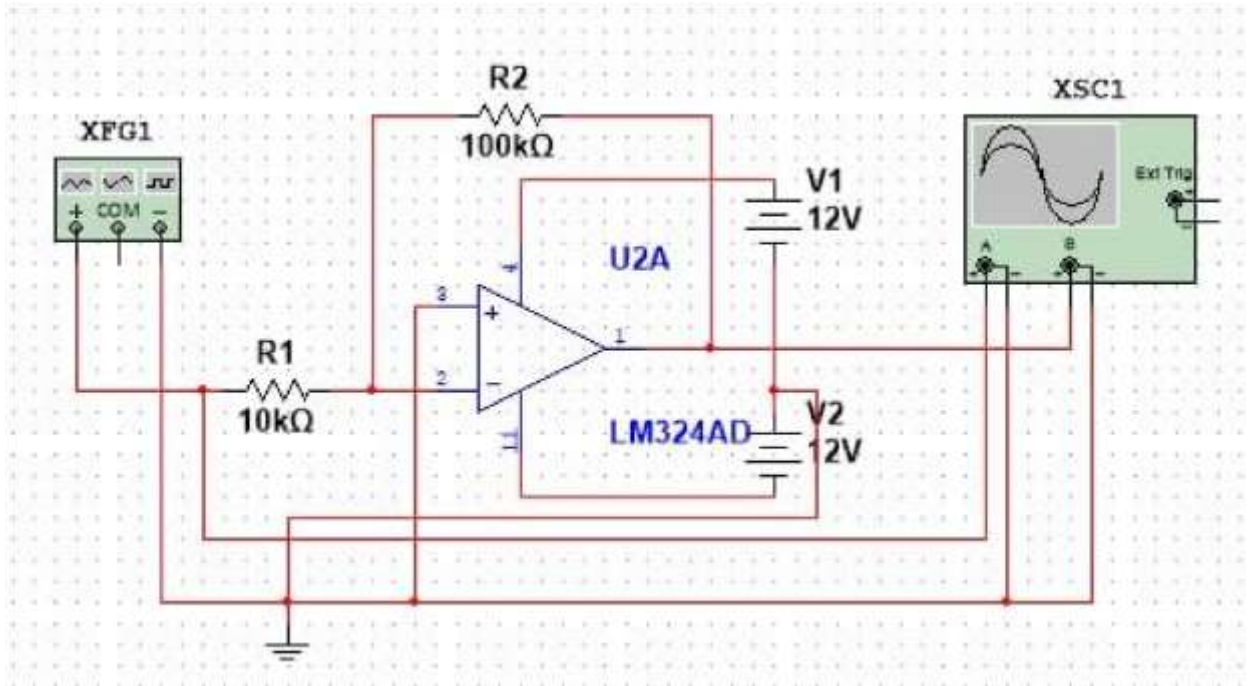 R2
100kΩ
XFG1
+ COM −
XSC1
Ext Trig
+
−
A
B
+ − + −
V1
12V
U2A
4
3
+
1
R1
10kΩ
2
−
11
LM324AD
V2
12V